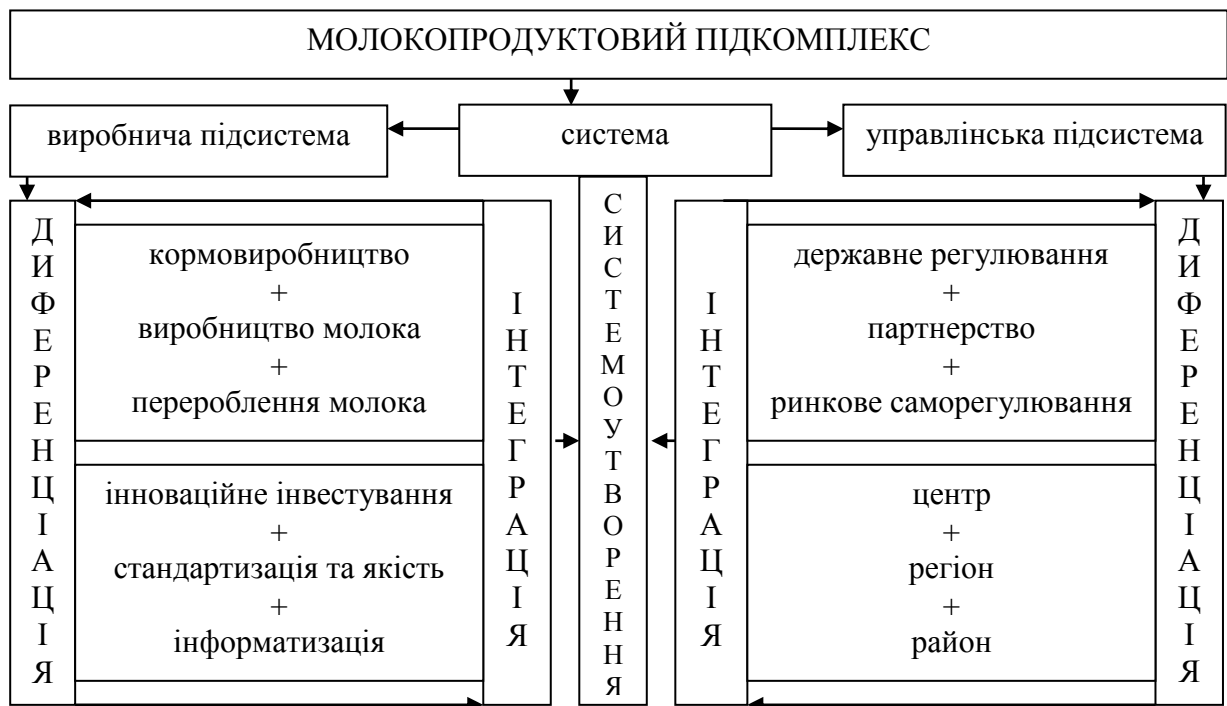 МОЛОКОПРОДУКТОВИЙ ПІДКОМПЛЕКС
виробнича підсистема
система
управлінська підсистема
ДИФЕРЕНЦІАЦІЯ
кормовиробництво
+
виробництво молока
+
перероблення молока
інноваційне інвестування
+
стандартизація та якість
+
інформатизація
ІНТЕГРАЦІЯ
СИСТЕМОУТВОРЕННЯ
ІНТЕГРАЦІЯ
державне регулювання
+
партнерство
+
ринкове саморегулювання
центр
+
регіон
+
район
ДИФЕРЕНЦІАЦІЯ